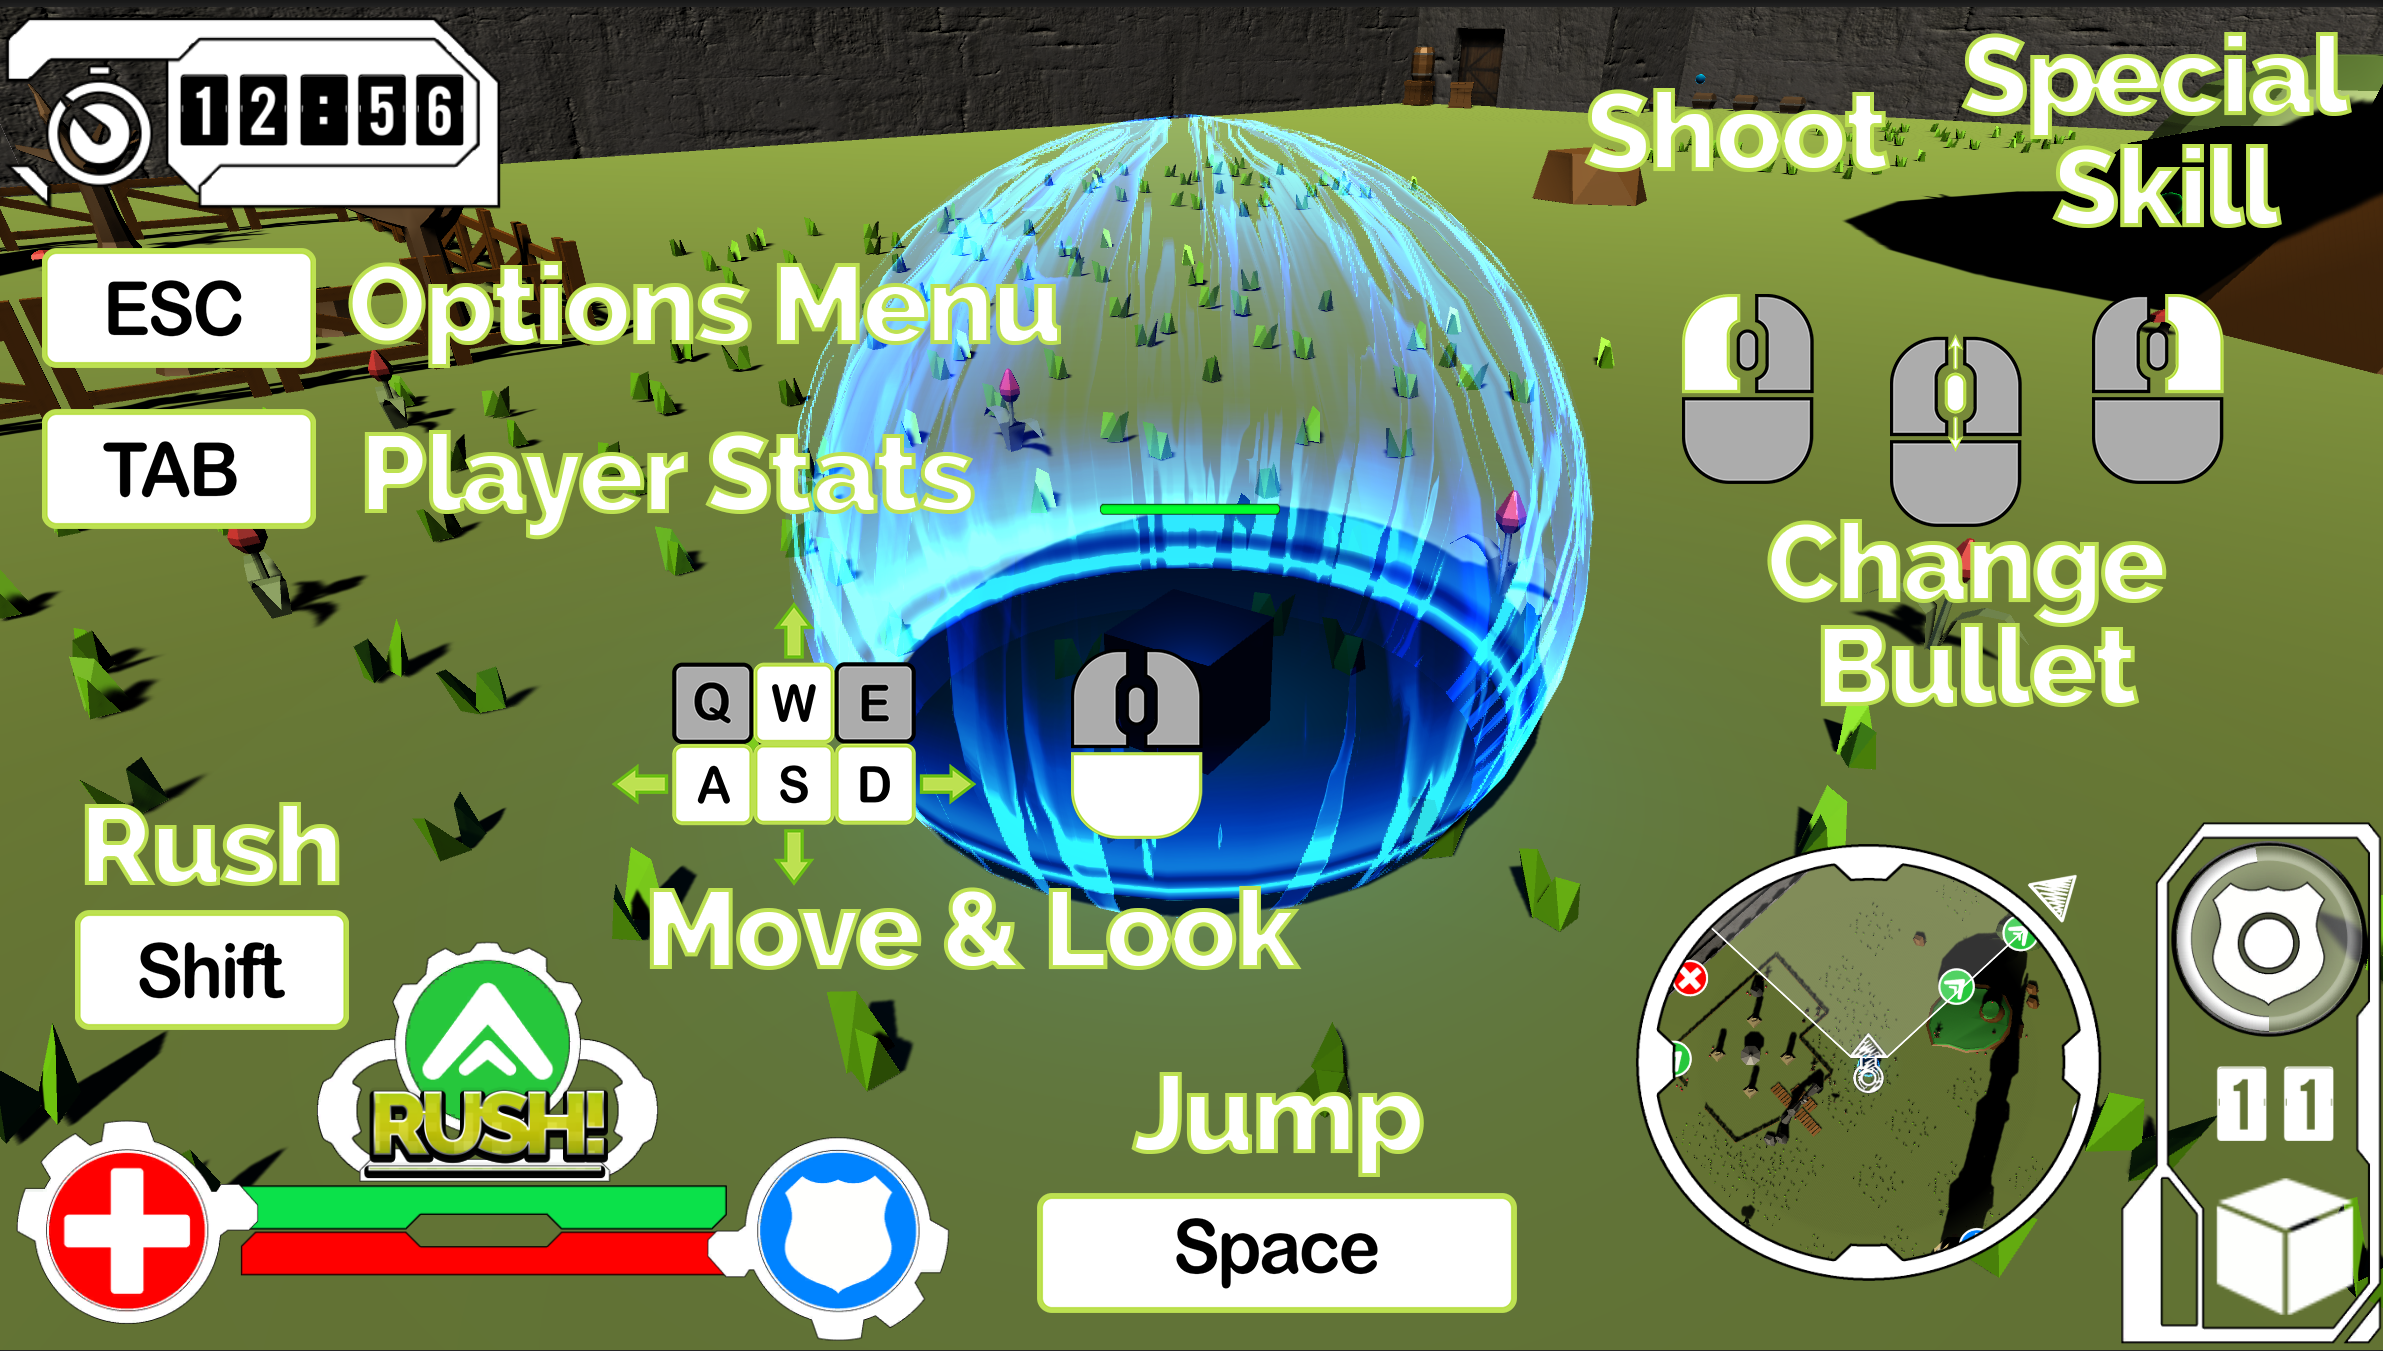 12:56
Shoot
Special
Skill
ESC
Options Menu
TAB
Player Stats
Change
Bullet
Q W E
A S D
Rush
Shift
Move & Look
RUSH!
Jump
Space
11